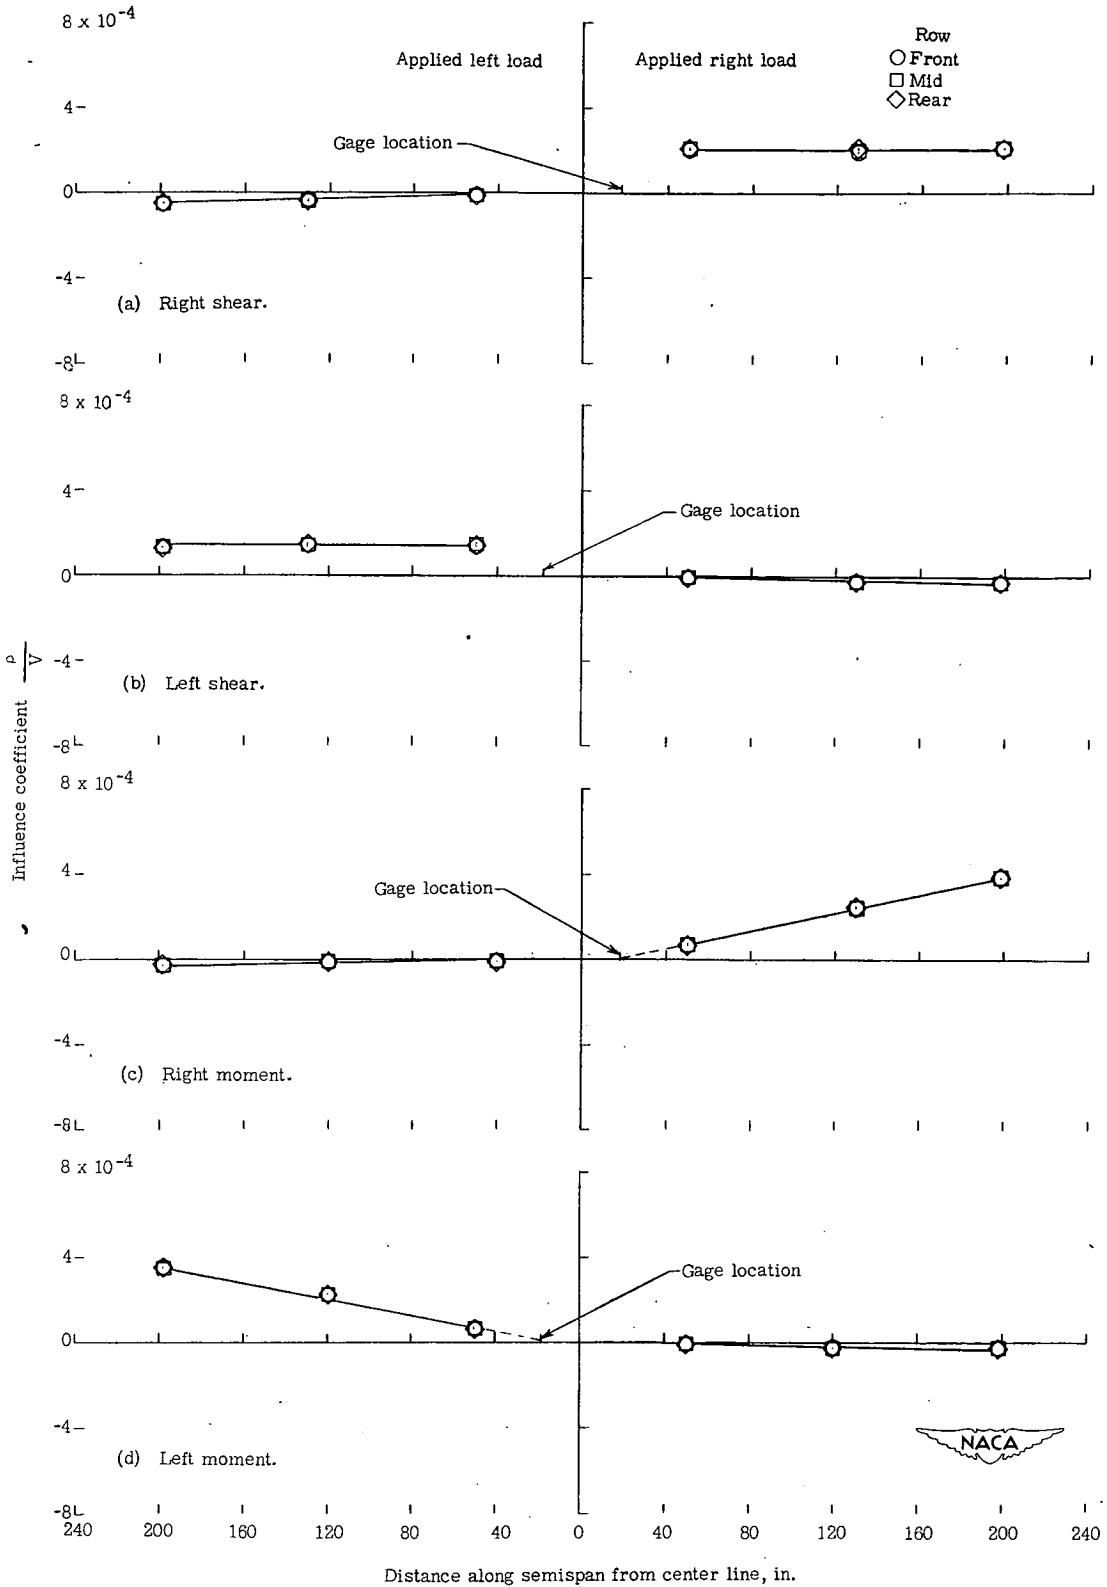 8 x 10⁻⁴
Applied left load
Applied right load
Row
Front
Mid
Rear
4
Gage location
0
-4
(a) Right shear.
-8
8 x 10⁻⁴
4
Gage location
0
-4
(b) Left shear.
-8
Influence coefficient ρ/V
8 x 10⁻⁴
4
Gage location
0
-4
(c) Right moment.
-8
8 x 10⁻⁴
4
Gage location
0
-4
(d) Left moment.
NACA
-8
240 200 160 120 80 40 0 40 80 120 160 200 240
Distance along semispan from center line, in.